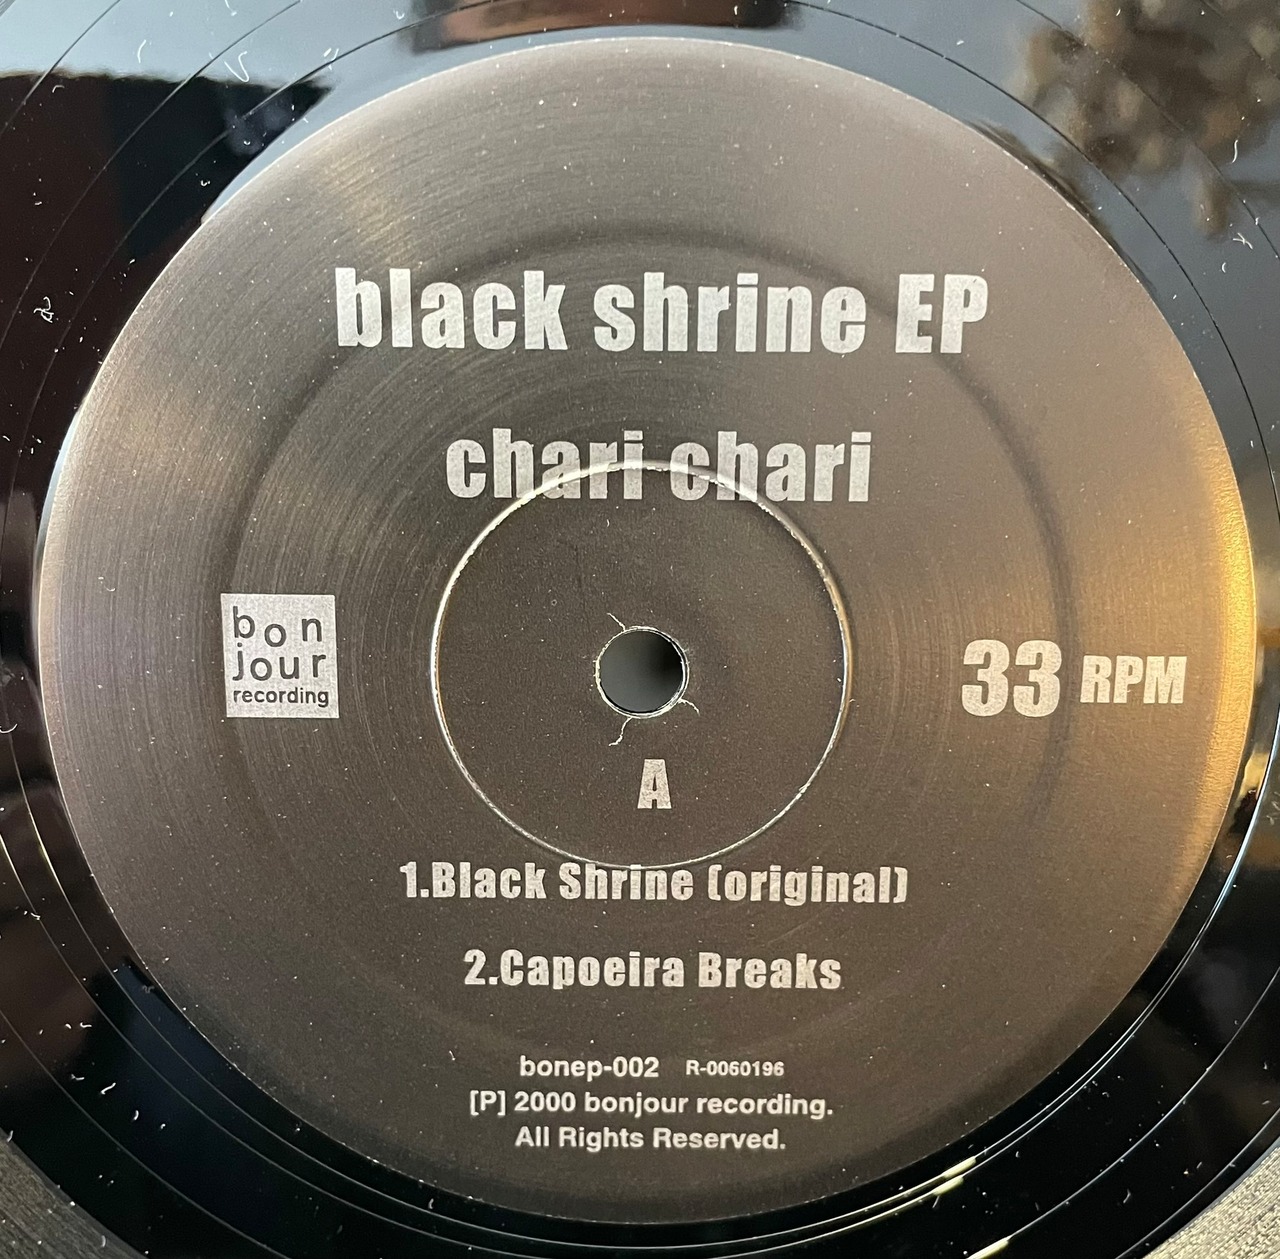 black shrine EP
chari chari
bon
jour
recording
33 RPM
A
1.Black Shrine (original)
2.Capoeira Breaks
bonep-002 R-0060196
[P] 2000 bonjour recording.
All Rights Reserved.